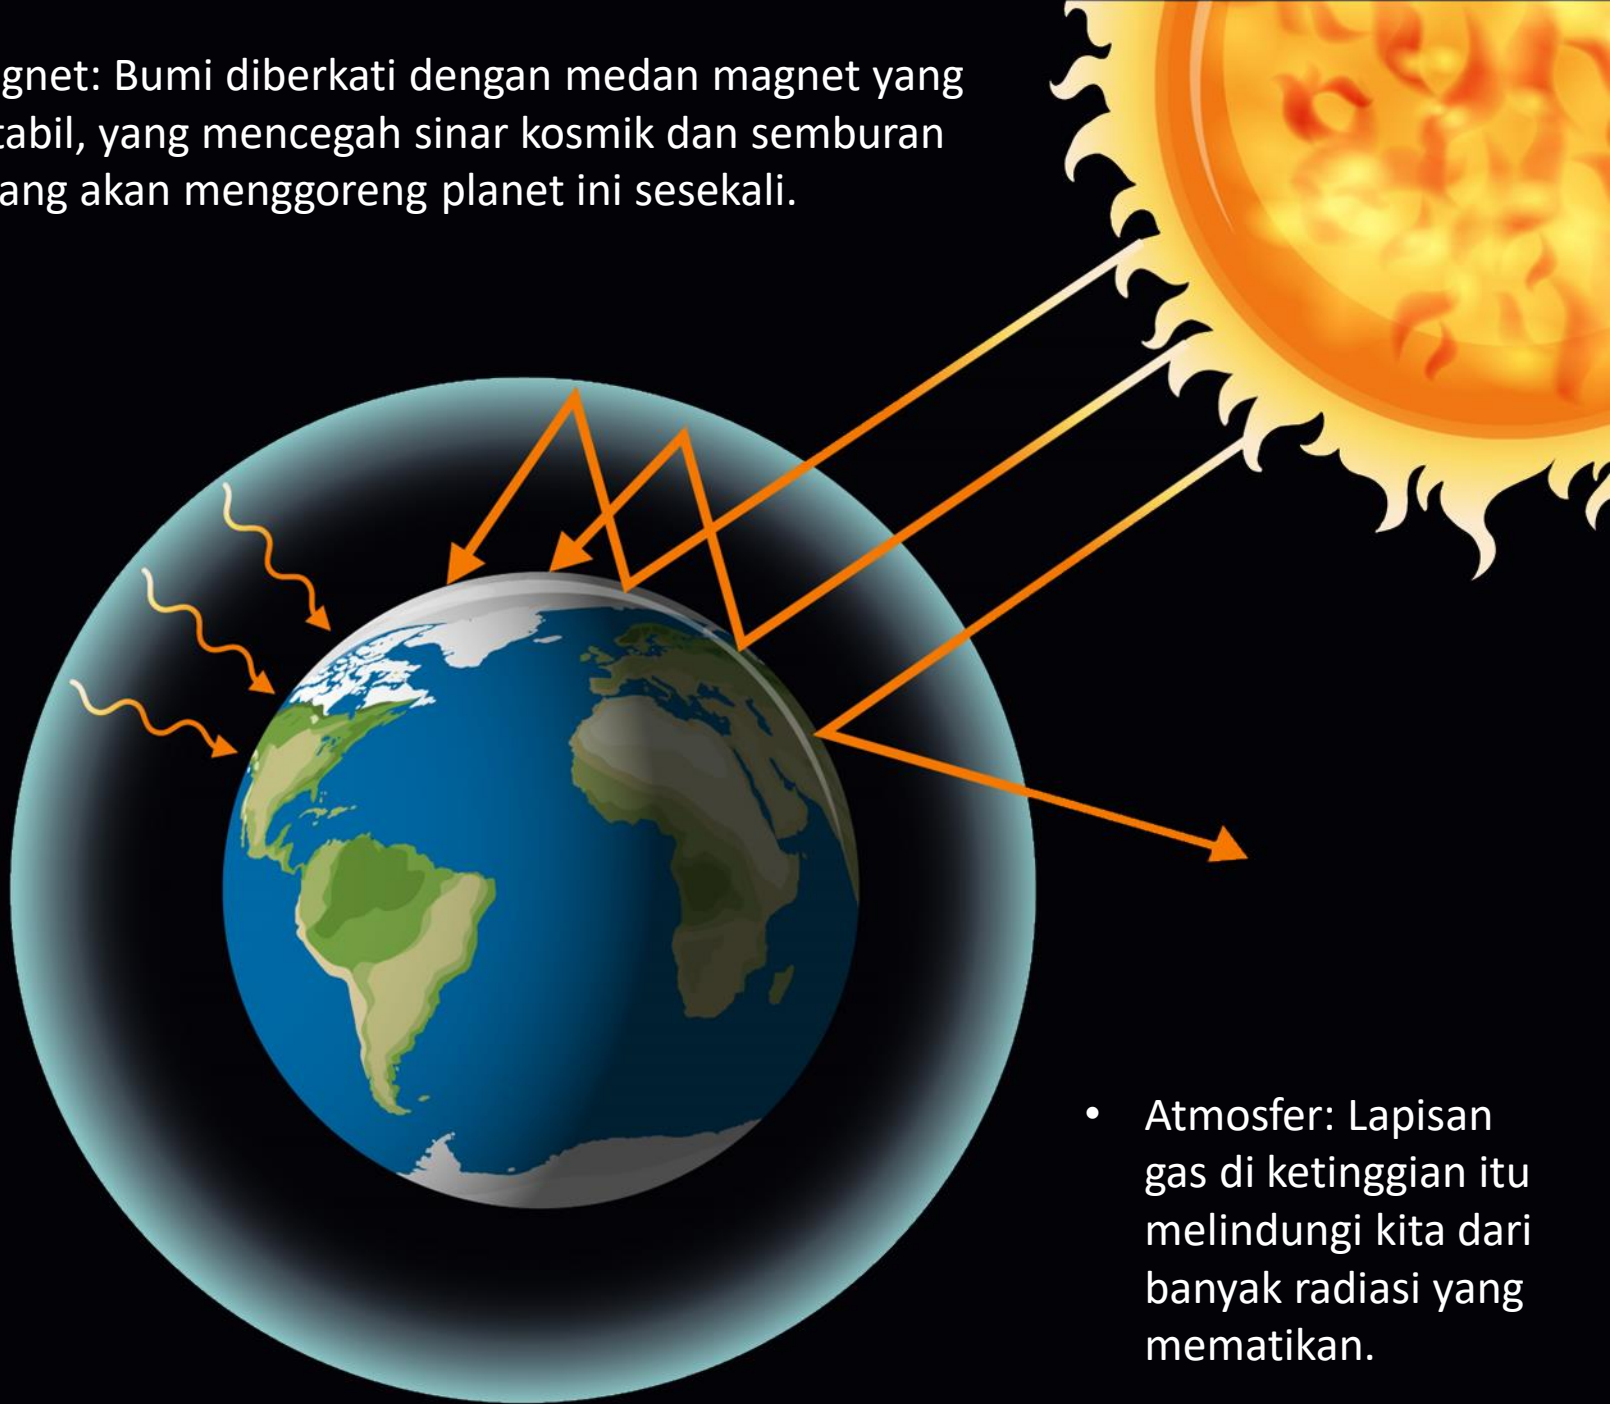 gnet: Bumi diberkati dengan medan magnet yang
tabil, yang mencegah sinar kosmik dan semburan
ang akan menggoreng planet ini sesekali.
• Atmosfer: Lapisan
gas di ketinggian itu
melindungi kita dari
banyak radiasi yang
mematikan.